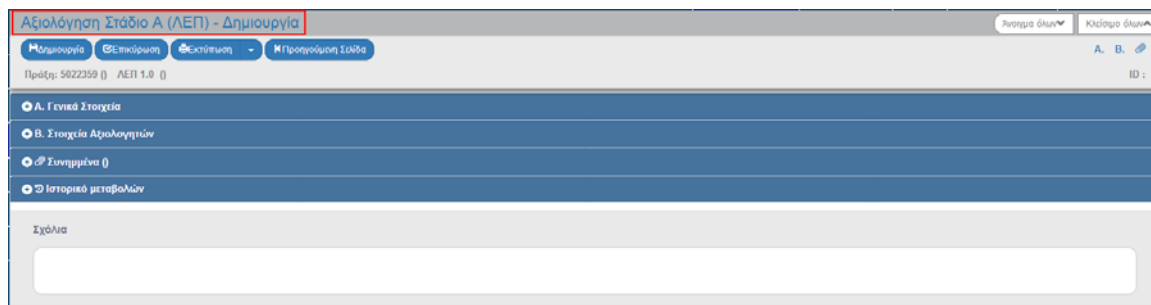 Αξιολόγηση Στάδιο Α (ΛΕΠ) - Δημιουργία
Άνοιγμα όλων Κλείσιμο όλων
Δημιουργία Επικύρωση Εκτύπωση Προηγούμενη Σελίδα
Α. Β.
Πράξη: 5022359 () ΛΕΠ 1.0 () ID :
Α. Γενικά Στοιχεία
Β. Στοιχεία Αξιολογητών
Συνημμένα ()
Ιστορικό μεταβολών
Σχόλια